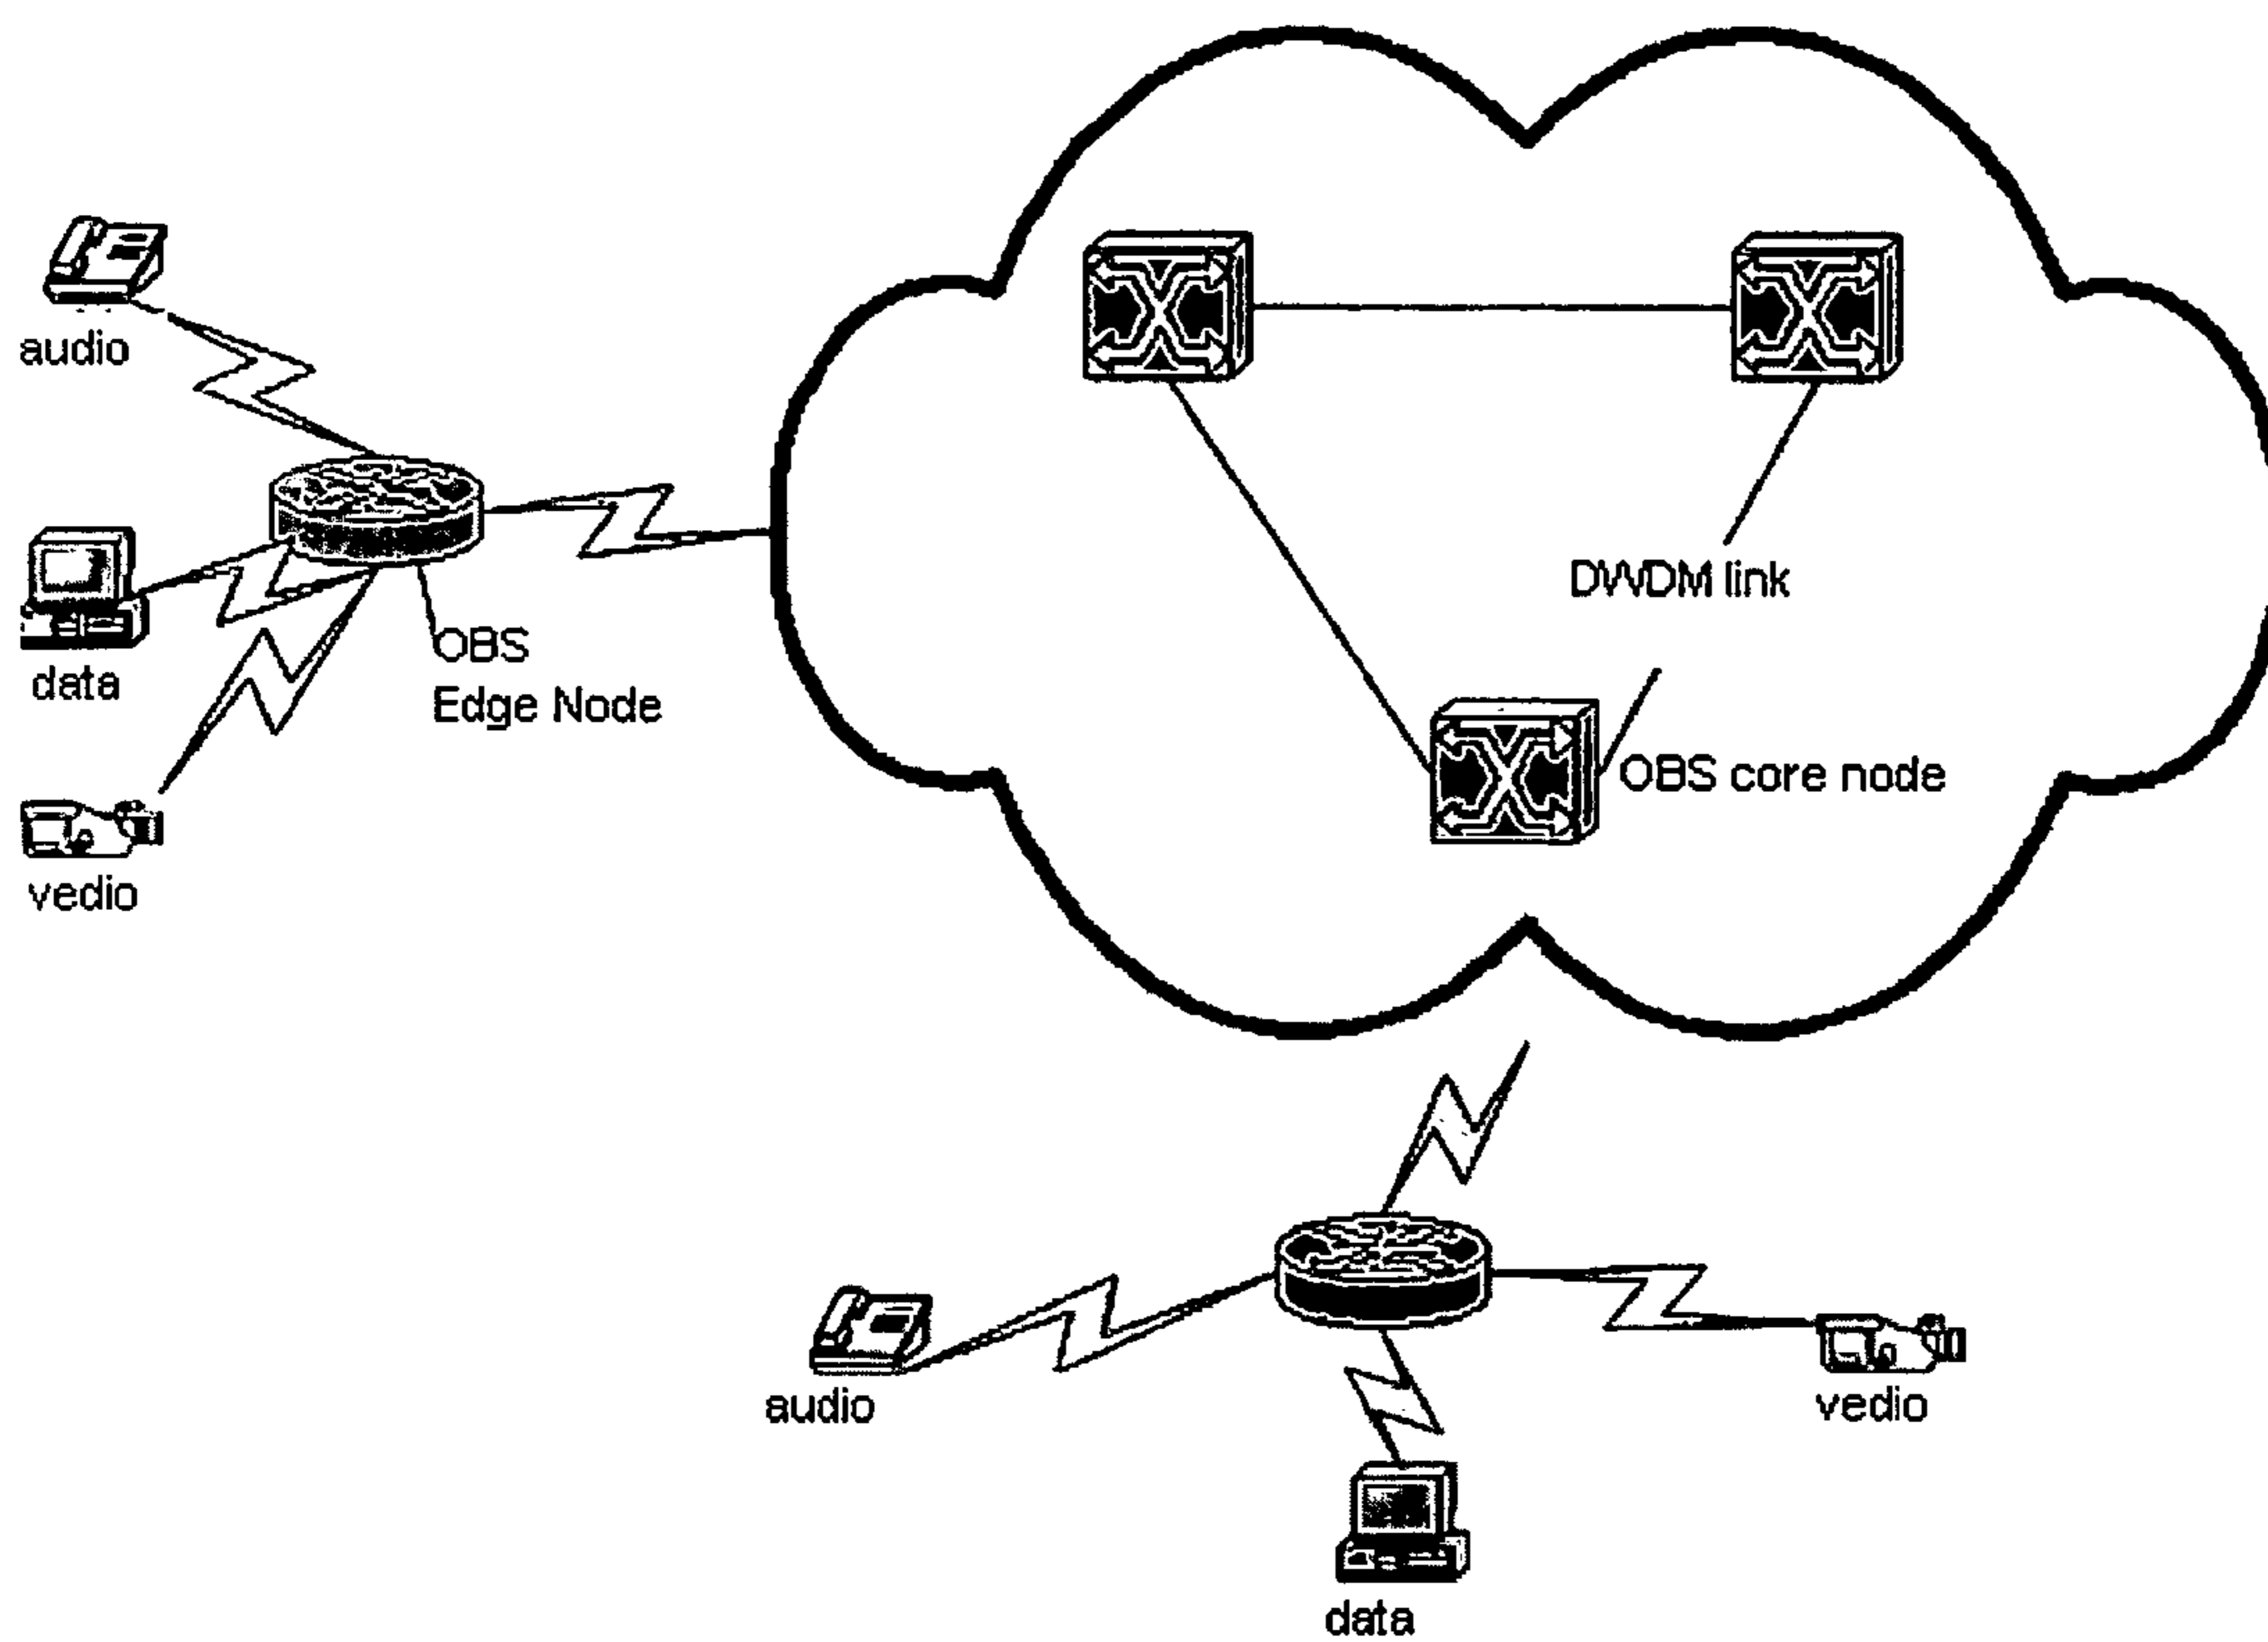 audio
data
vedio
OBS
Edge Node
DWDM link
OBS core node
audio
vedio
data